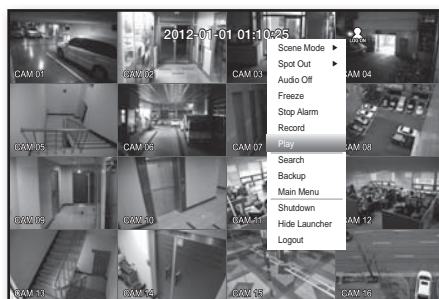 2012-01-01 01:10:25
LOG ON
CAM 01
CAM 02
CAM 03
CAM 04
Scene Mode
Spot Out
Audio Off
Freeze
Stop Alarm
Record
Play
Search
Backup
Main Menu
Shutdown
Hide Launcher
Logout
CAM 05
CAM 06
CAM 07
CAM 08
CAM 09
CAM 10
CAM 11
CAM 12
CAM 13
CAM 14
CAM 15
CAM 16